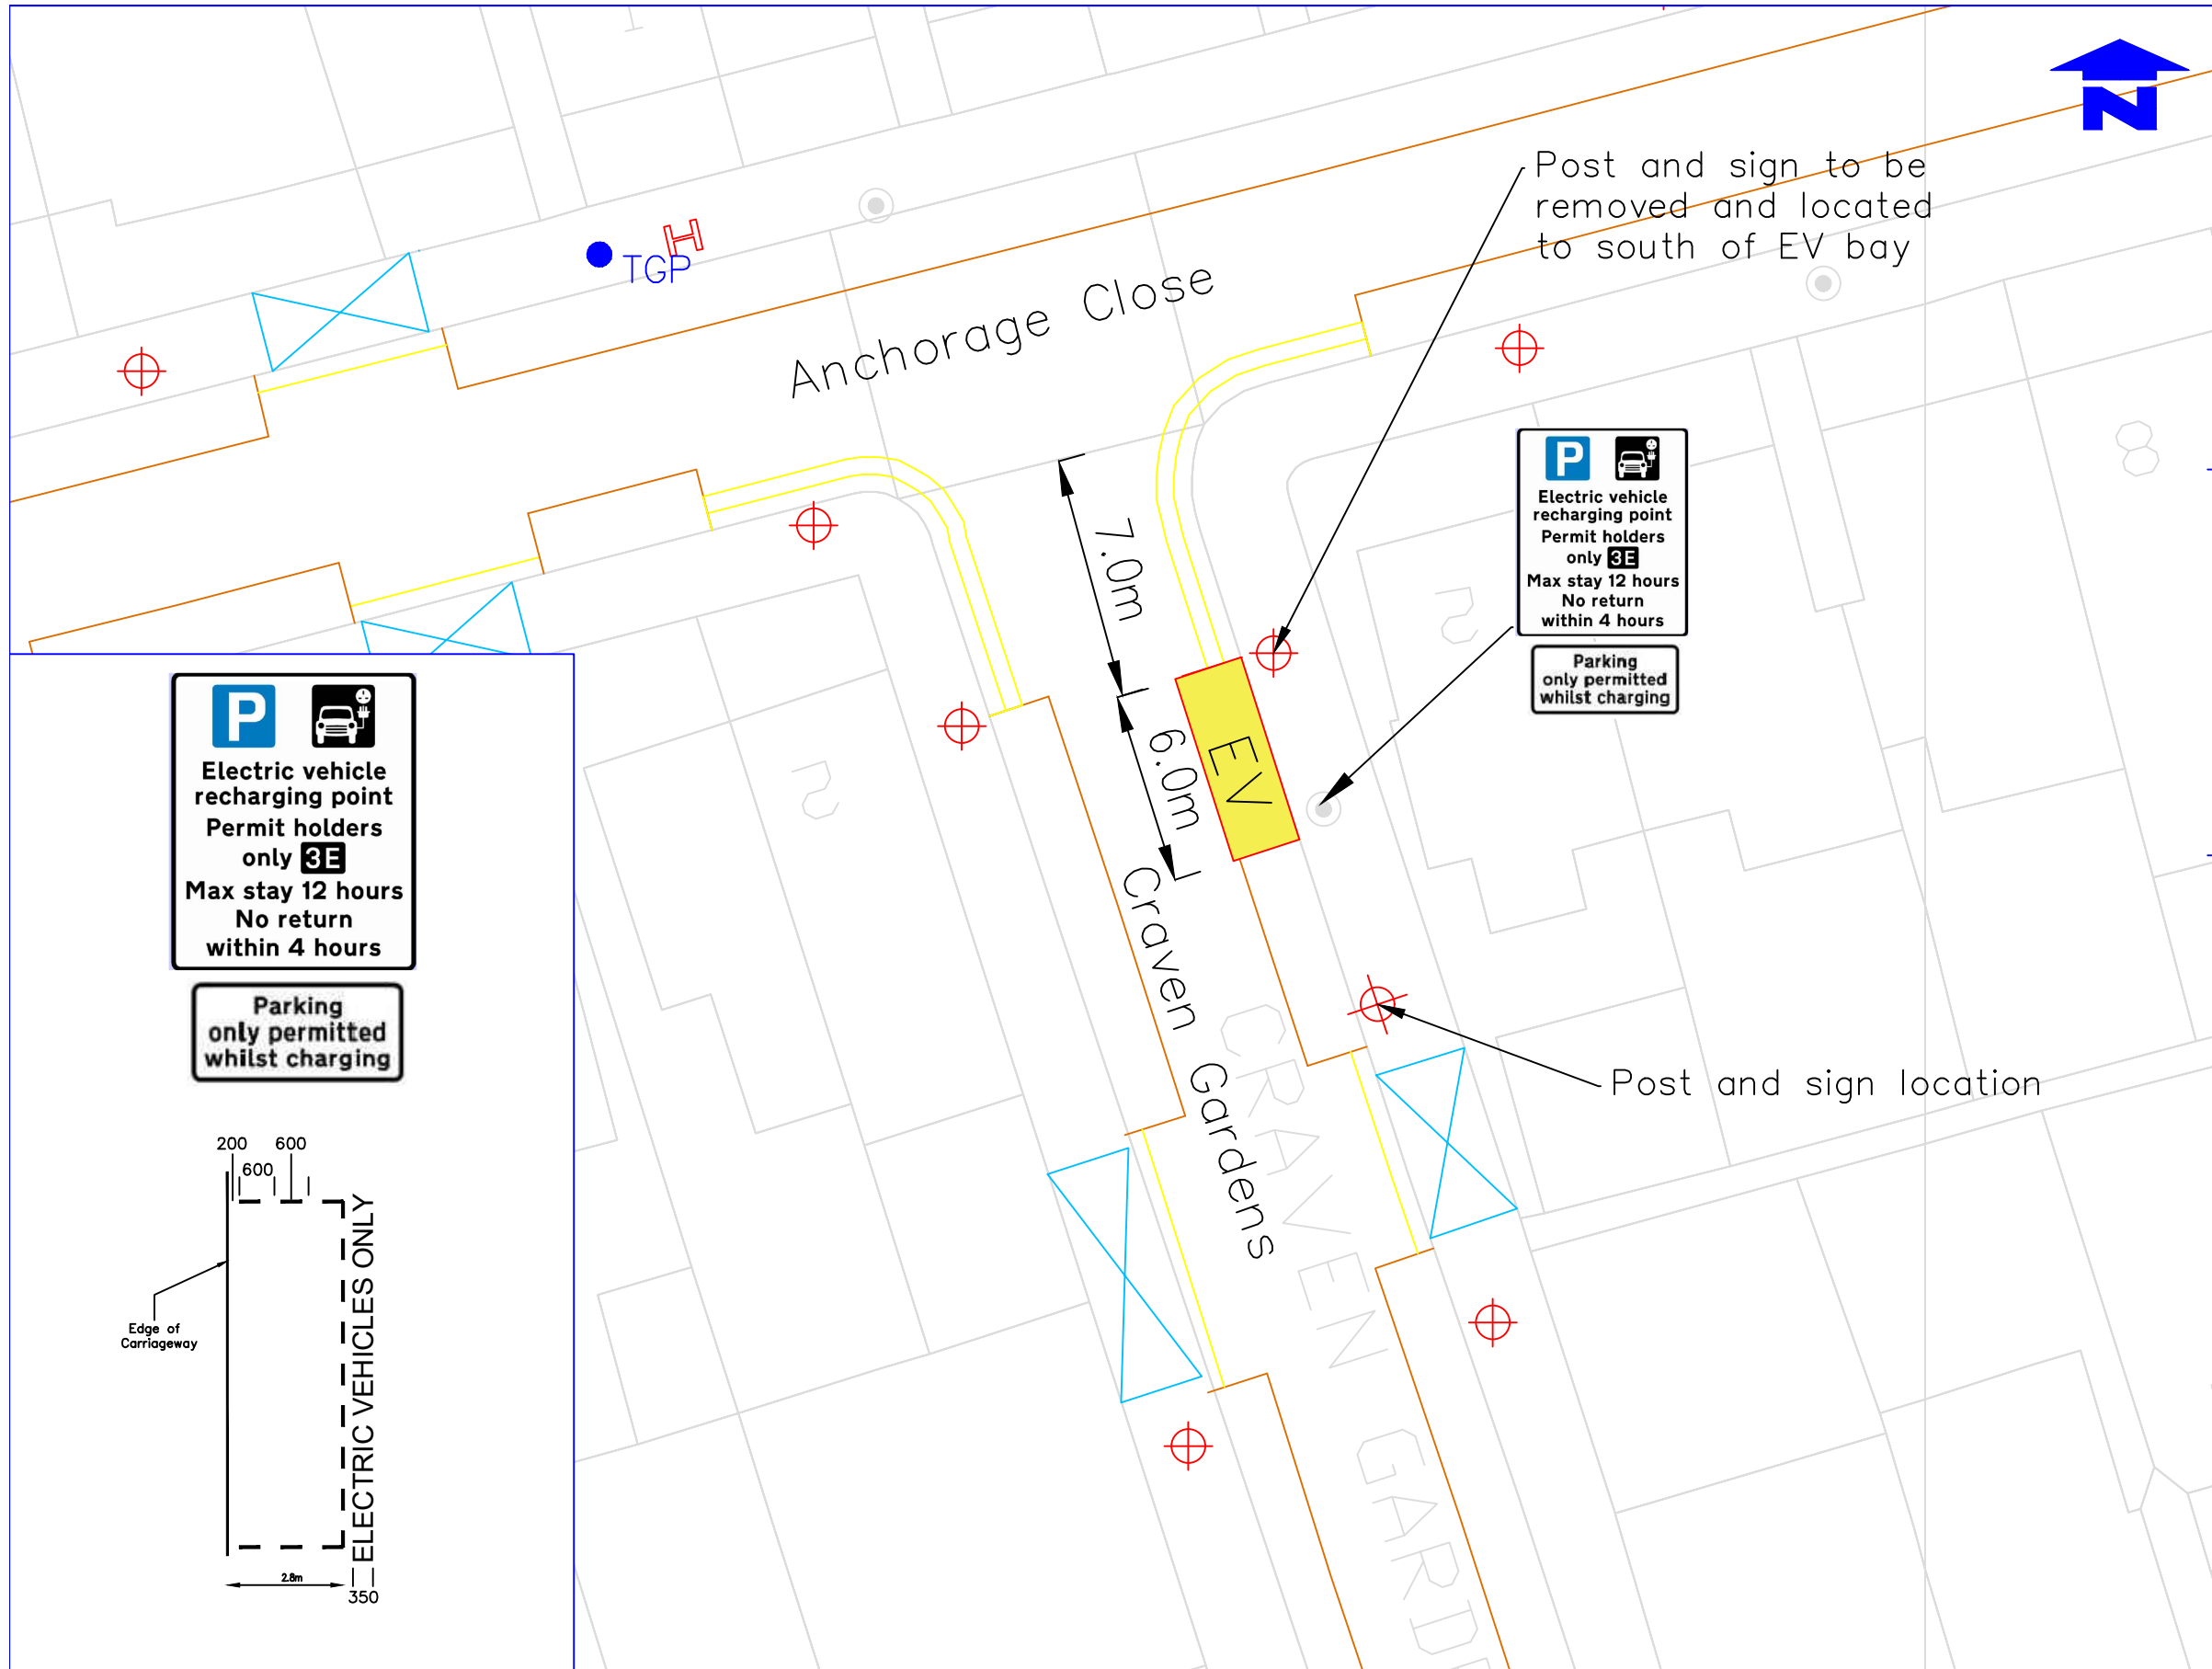 N
Post and sign to be
removed and located
to south of EV bay
H
TGP
Anchorage Close
7.0m
6.0m
EV
P
Electric vehicle
recharging point
Permit holders
only 3E
Max stay 12 hours
No return
within 4 hours
Parking
only permitted
whilst charging
8
Craven Gardens
CRAVEN GARD
Post and sign location
P
Electric vehicle
recharging point
Permit holders
only 3E
Max stay 12 hours
No return
within 4 hours
Parking
only permitted
whilst charging
200 600
600
ELECTRIC VEHICLES ONLY
Edge of
Carriageway
2.8m
350